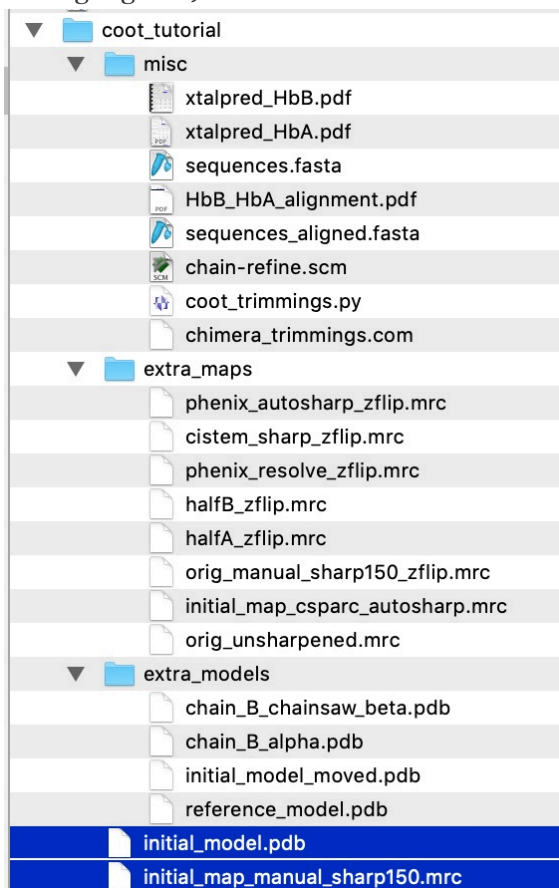 coot_tutorial
misc
xtalpred_HbB.pdf
xtalpred_HbA.pdf
sequences.fasta
HbB_HbA_alignment.pdf
sequences_aligned.fasta
chain-refine.scm
coot_trimmings.py
chimera_trimmings.com
extra_maps
phenix_autosharp_zflip.mrc
cistem_sharp_zflip.mrc
phenix_resolve_zflip.mrc
halfB_zflip.mrc
halfA_zflip.mrc
orig_manual_sharp150_zflip.mrc
initial_map_csparc_autosharp.mrc
orig_unsharpened.mrc
extra_models
chain_B_chainsaw_beta.pdb
chain_B_alpha.pdb
initial_model_moved.pdb
reference_model.pdb
initial_model.pdb
initial_map_manual_sharp150.mrc